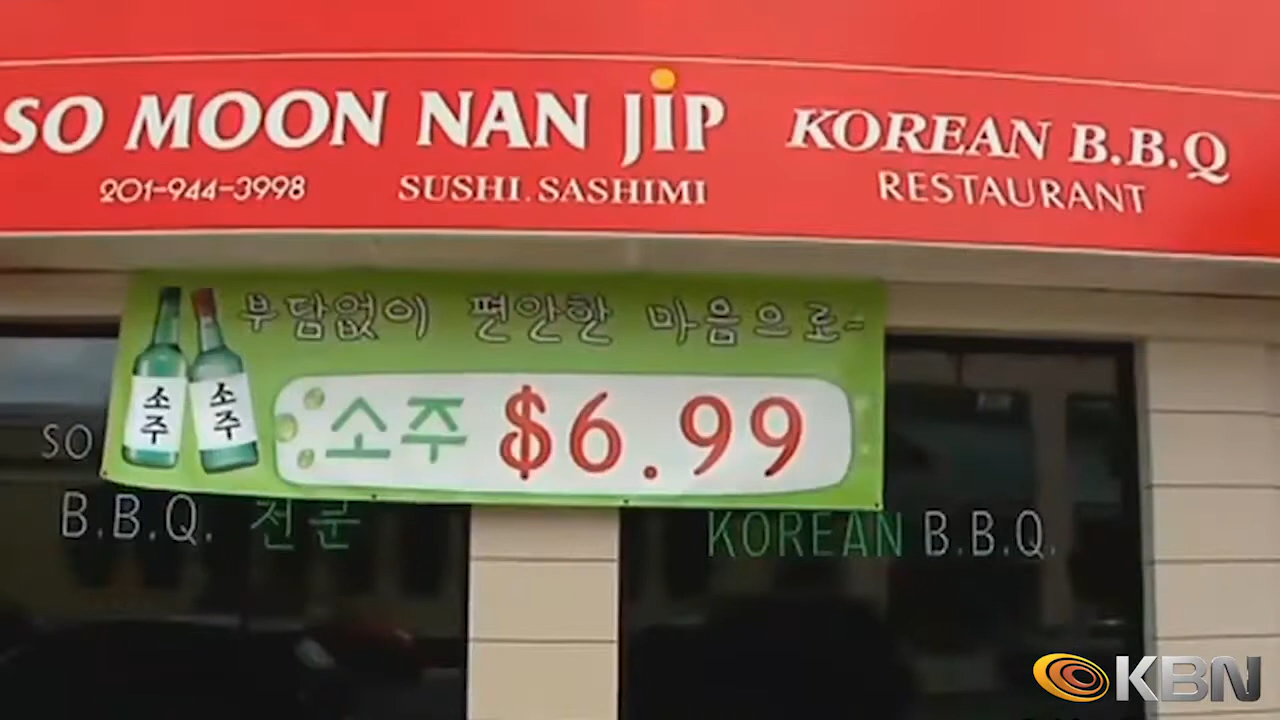 SO MOON NAN JIP
KOREAN B.B.Q
201-944-3998
SUSHI. SASHIMI
RESTAURANT
부담없이 편안한 마음으로~
소주
소주
소주 $6.99
SO
B.B.Q. 전문
KOREAN B.B.Q.
KBN